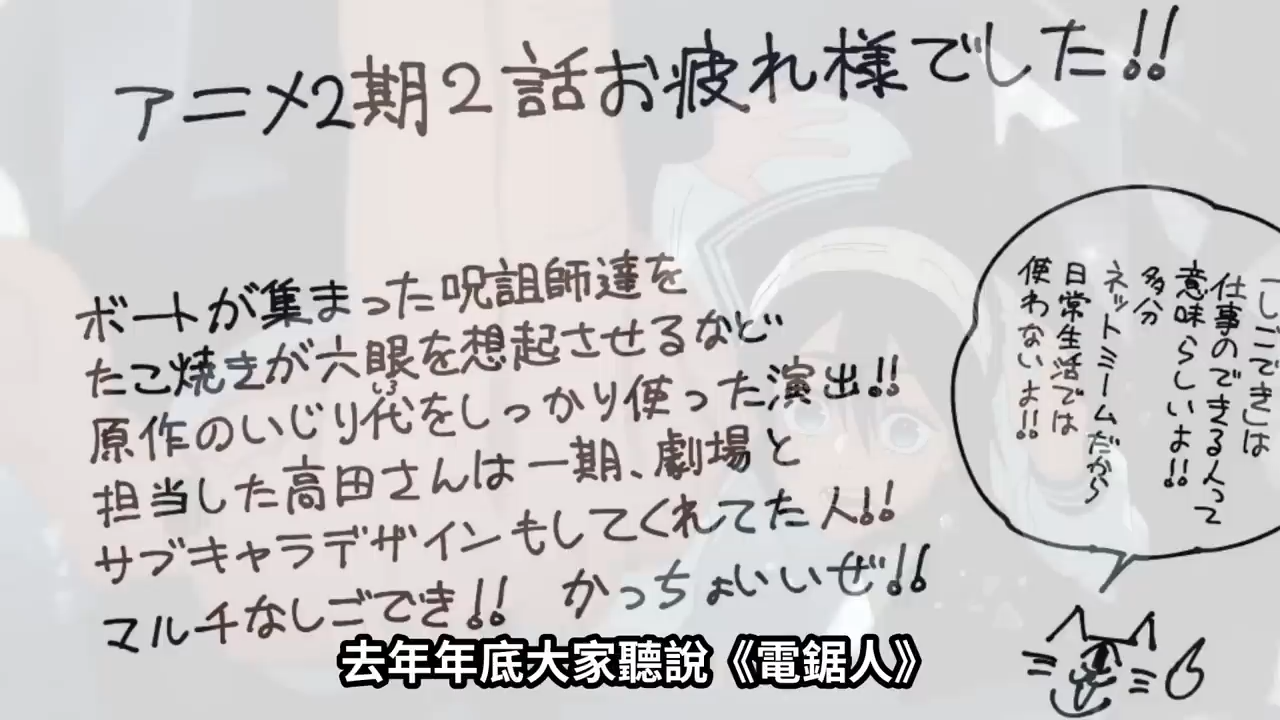 アニメ2期2話お疲れ様でした!!
ボートが集まった呪詛師達を
たこ焼きが六眼を想起させるなど
原作のいじり代をしっかり使った演出!!
しろ
担当した高田さんは一期、劇場と
サブキャラデザインもしてくれてた人!!
マルチなしごでき!! かっちょいいぜ!!
「しごでき」は
仕事のできる人って
意味らしいよ!!
多分
ネットミームだから
日常生活では
使わないよ!!
去年年底大家聽說《電鋸人》